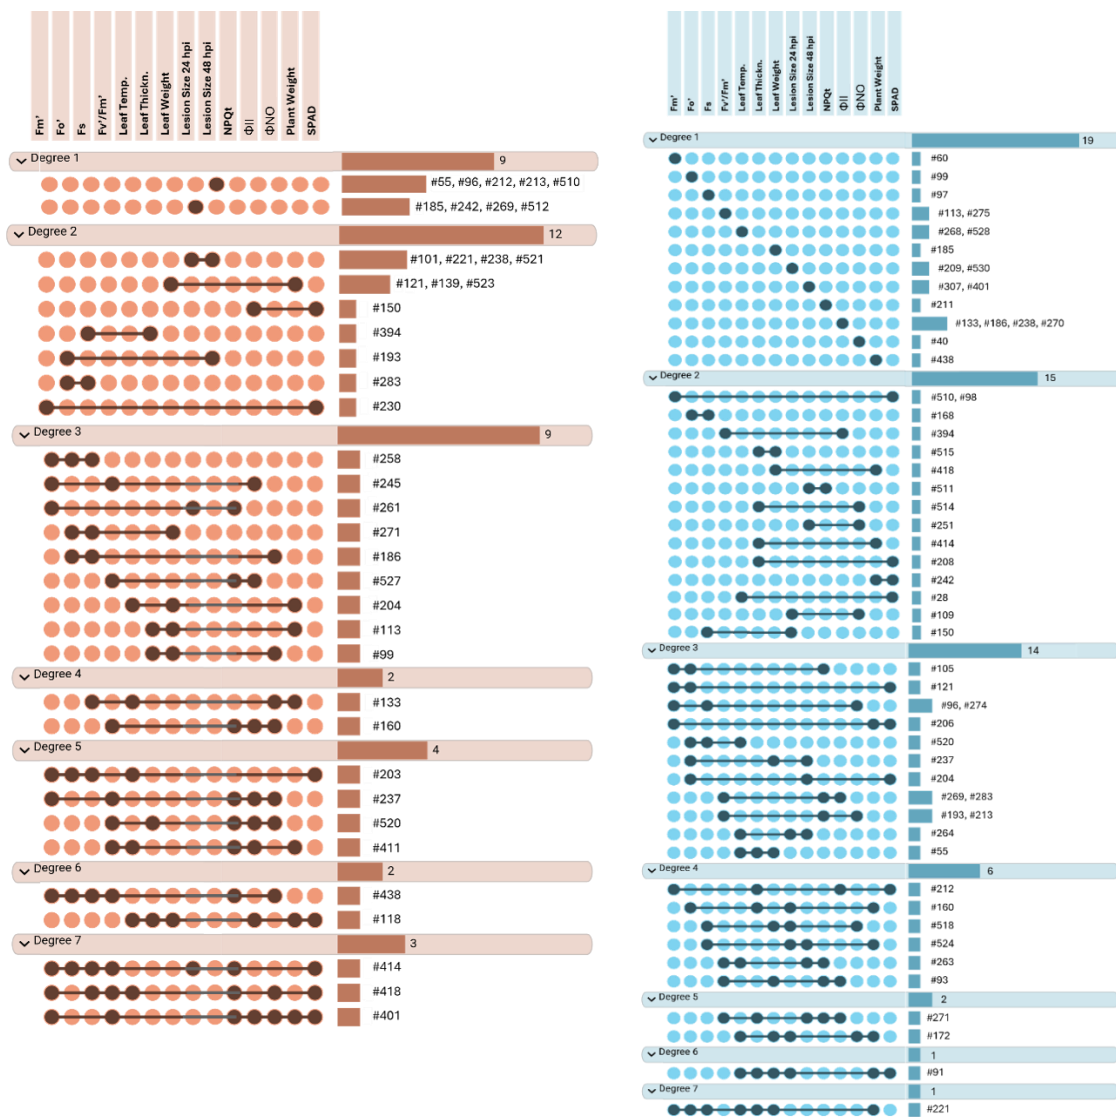 Fm'
Fo'
Fs
Fv'/Fm'
Leaf Temp.
Leaf Thickn.
Leaf Weight
Lesion Size 24 hpi
Lesion Size 48 hpi
NPQt
ΦII
ΦNO
Plant Weight
SPAD
Degree 1
9
#55, #96, #212, #213, #510
#185, #242, #269, #512
Degree 2
12
#101, #221, #238, #521
#121, #139, #523
#150
#394
#193
#283
#230
Degree 3
9
#258
#245
#261
#271
#186
#527
#204
#113
#99
Degree 4
2
#133
#160
Degree 5
4
#203
#237
#520
#411
Degree 6
2
#438
#118
Degree 7
3
#414
#418
#401
Fm'
Fo'
Fs
Fv'/Fm'
Leaf Temp.
Leaf Thickn.
Leaf Weight
Lesion Size 24 hpi
Lesion Size 48 hpi
NPQt
ΦII
ΦNO
Plant Weight
SPAD
Degree 1
19
#60
#99
#97
#113, #275
#268, #528
#185
#209, #530
#307, #401
#211
#133, #186, #238, #270
#40
#438
Degree 2
15
#510, #98
#168
#394
#515
#418
#511
#514
#251
#414
#208
#242
#28
#109
#150
Degree 3
14
#105
#121
#96, #274
#206
#520
#237
#204
#269, #283
#193, #213
#264
#55
Degree 4
6
#212
#160
#518
#524
#263
#93
Degree 5
2
#271
#172
Degree 6
1
#91
Degree 7
1
#221